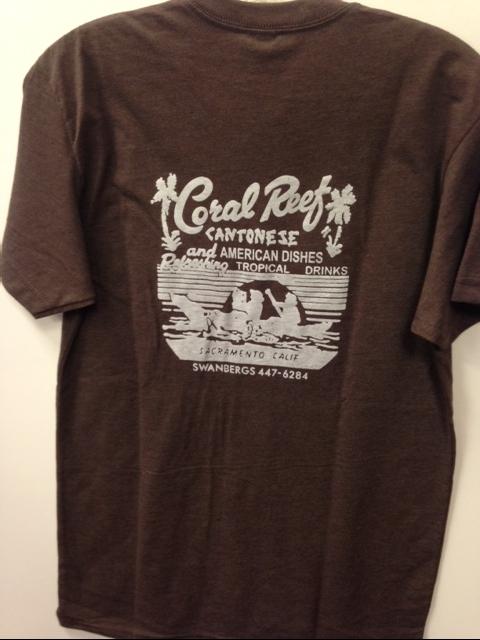 Coral Reef
CANTONESE
and AMERICAN DISHES
Refreshing TROPICAL DRINKS
SACRAMENTO CALIF
SWANBERGS 447-6284